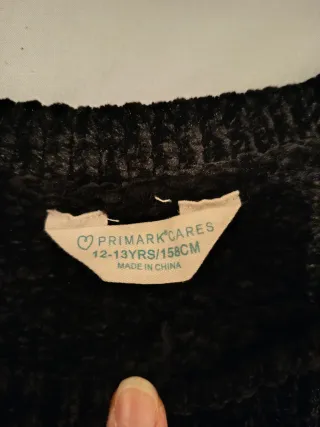 PRIMARK® CARES
12-13YRS/158CM
MADE IN CHINA